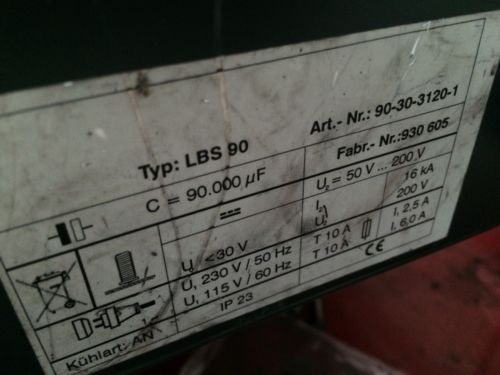 Typ: LBS 90 Art.- Nr.: 90-30-3120-1
Fabr.- Nr.:930 605
C = 90.000 µF U₂ = 50 V ... 200 V
16 kA
200 V
<30 V
U₁ 230 V / 50 Hz T 10 A I₁ 2.5 A
U₁ 115 V / 60 Hz T 10 A I₁ 6.0 A
IP 23 CE
Kühlart: AN